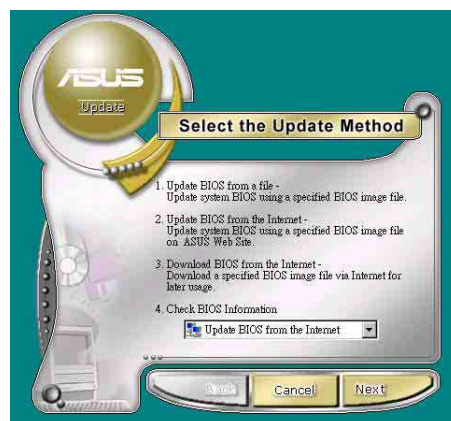 ASUS
Update
Select the Update Method
1. Update BIOS from a file -
Update system BIOS using a specified BIOS image file.
2. Update BIOS from the Internet -
Update system BIOS using a specified BIOS image file
on ASUS Web Site.
3. Download BIOS from the Internet -
Download a specified BIOS image file via Internet for
later usage.
4. Check BIOS Information
Update BIOS from the Internet
Back Cancel Next